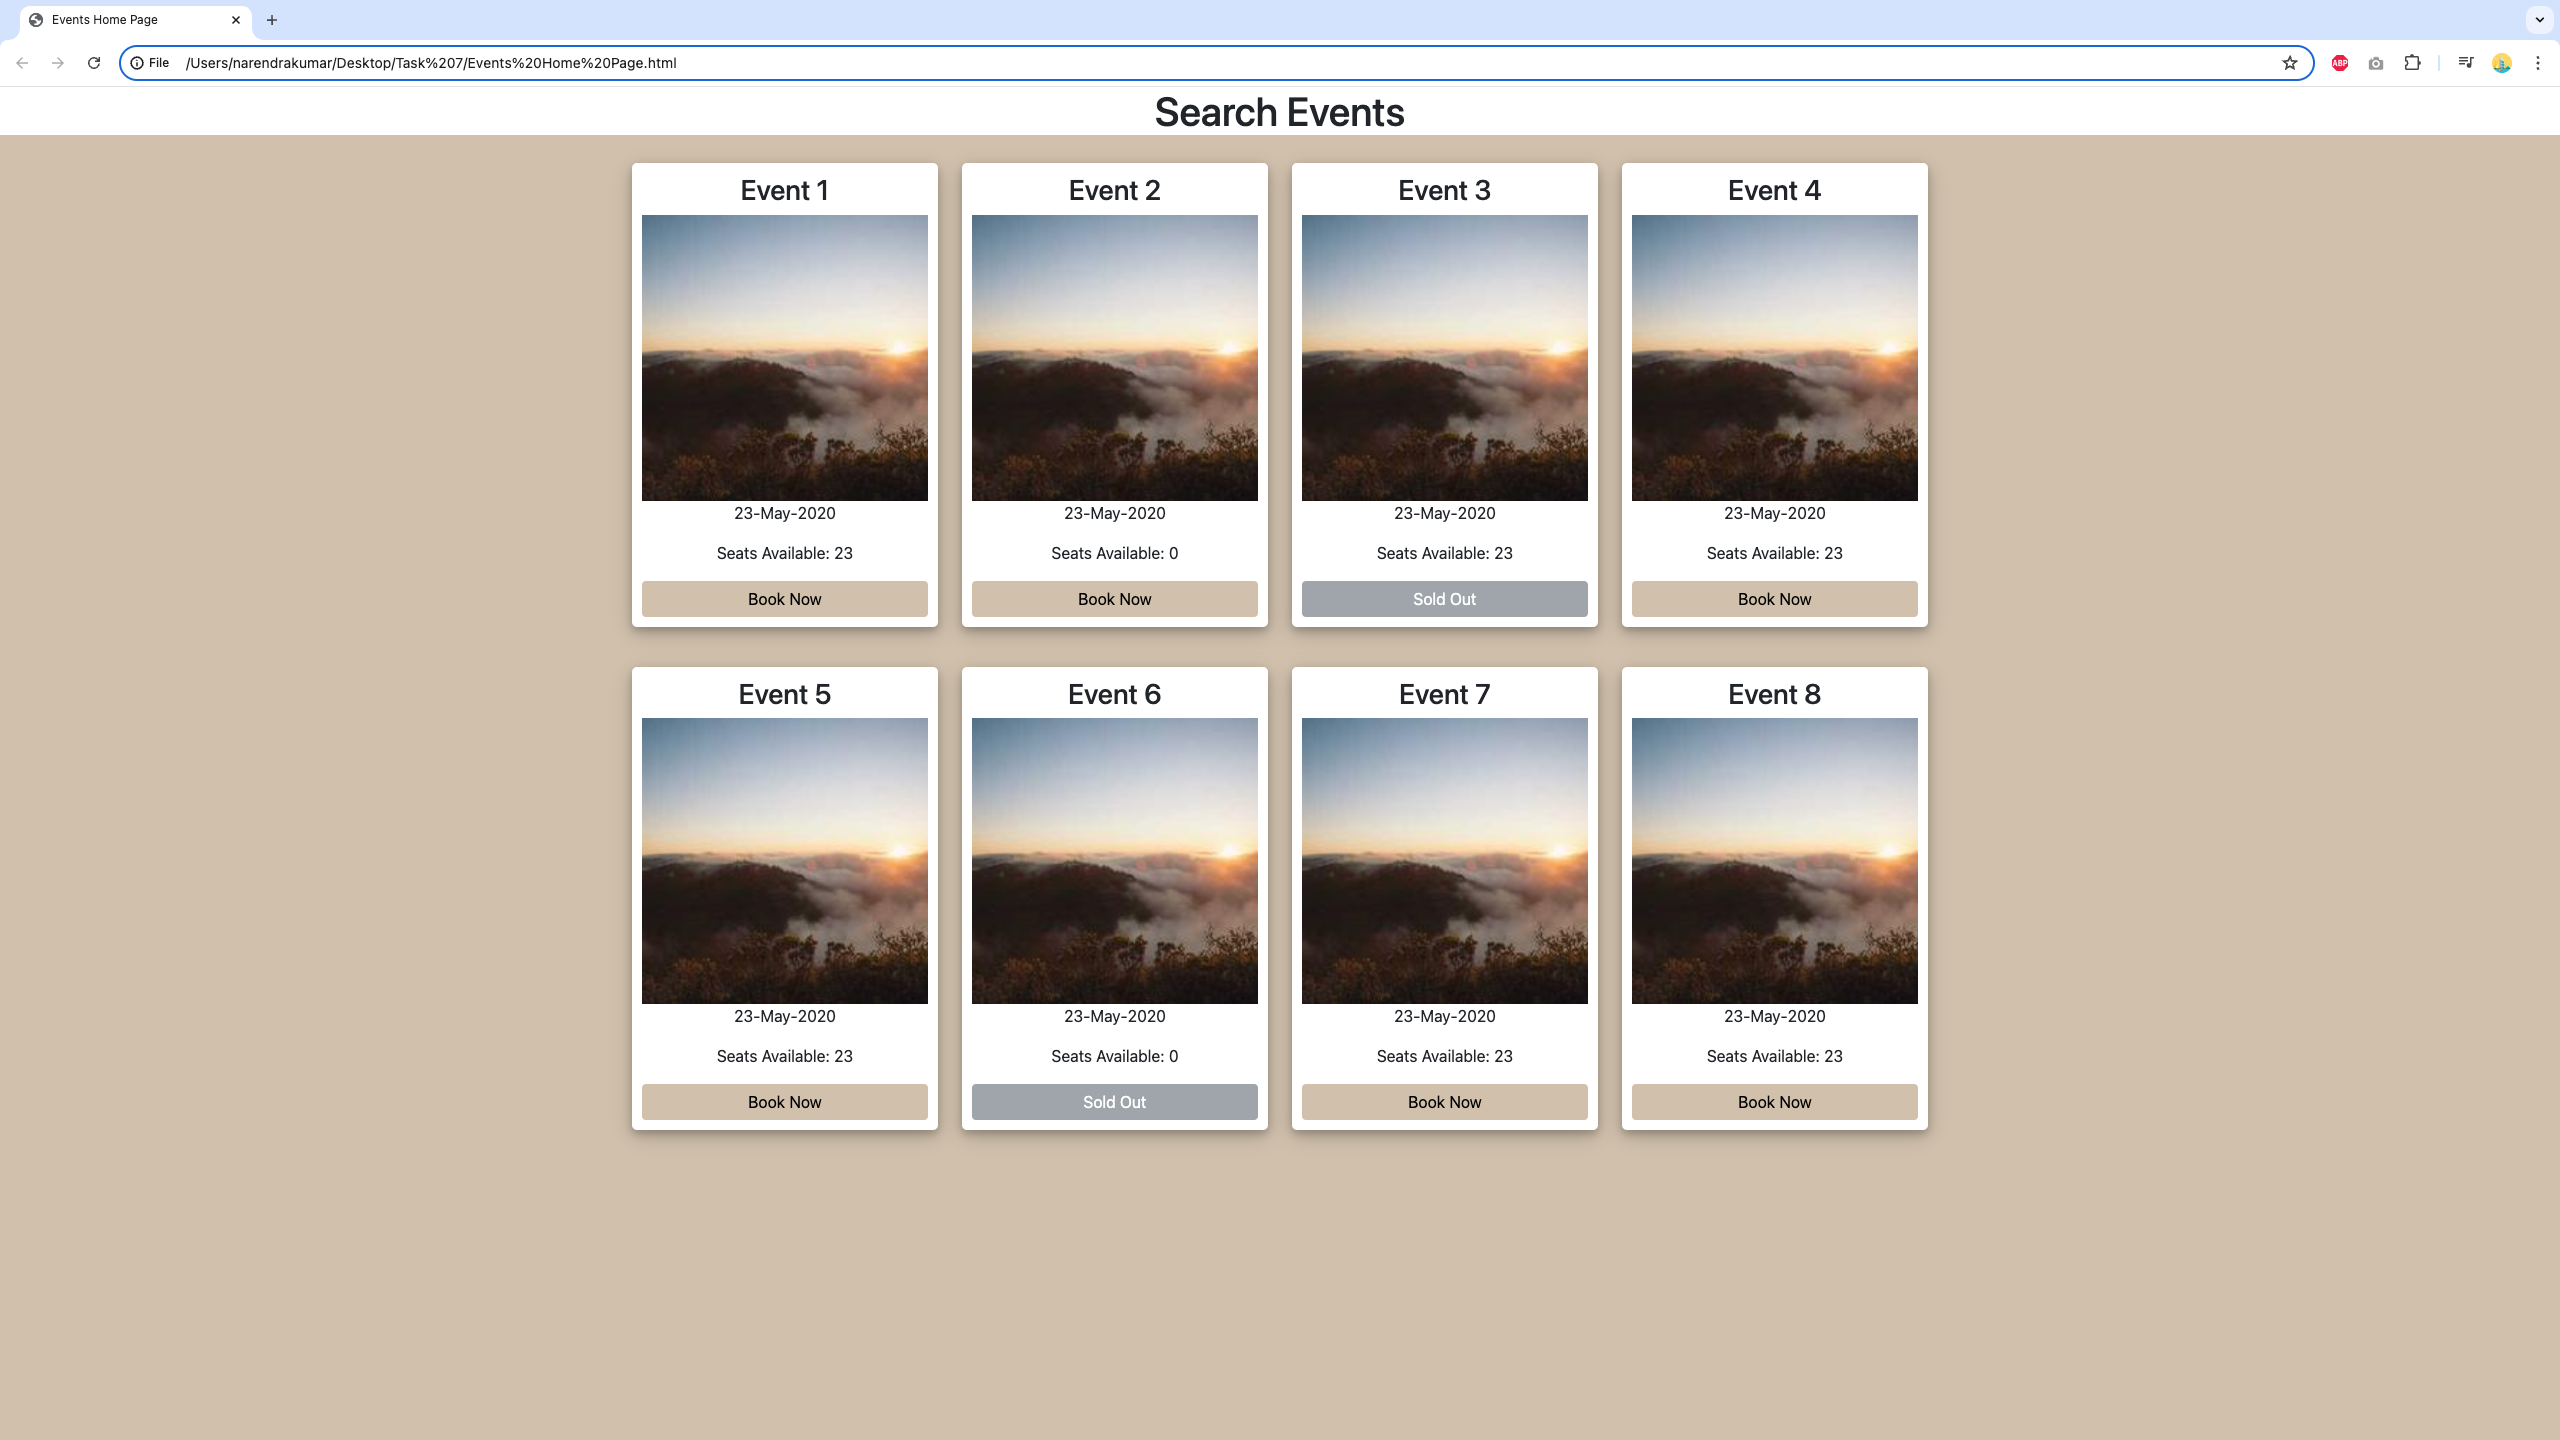 Events Home Page
File /Users/narendrakumar/Desktop/Task%207/Events%20Home%20Page.html
ABP
Search Events
Event 1
23-May-2020
Seats Available: 23
Book Now
Event 2
23-May-2020
Seats Available: 0
Book Now
Event 3
23-May-2020
Seats Available: 23
Sold Out
Event 4
23-May-2020
Seats Available: 23
Book Now
Event 5
23-May-2020
Seats Available: 23
Book Now
Event 6
23-May-2020
Seats Available: 0
Sold Out
Event 7
23-May-2020
Seats Available: 23
Book Now
Event 8
23-May-2020
Seats Available: 23
Book Now